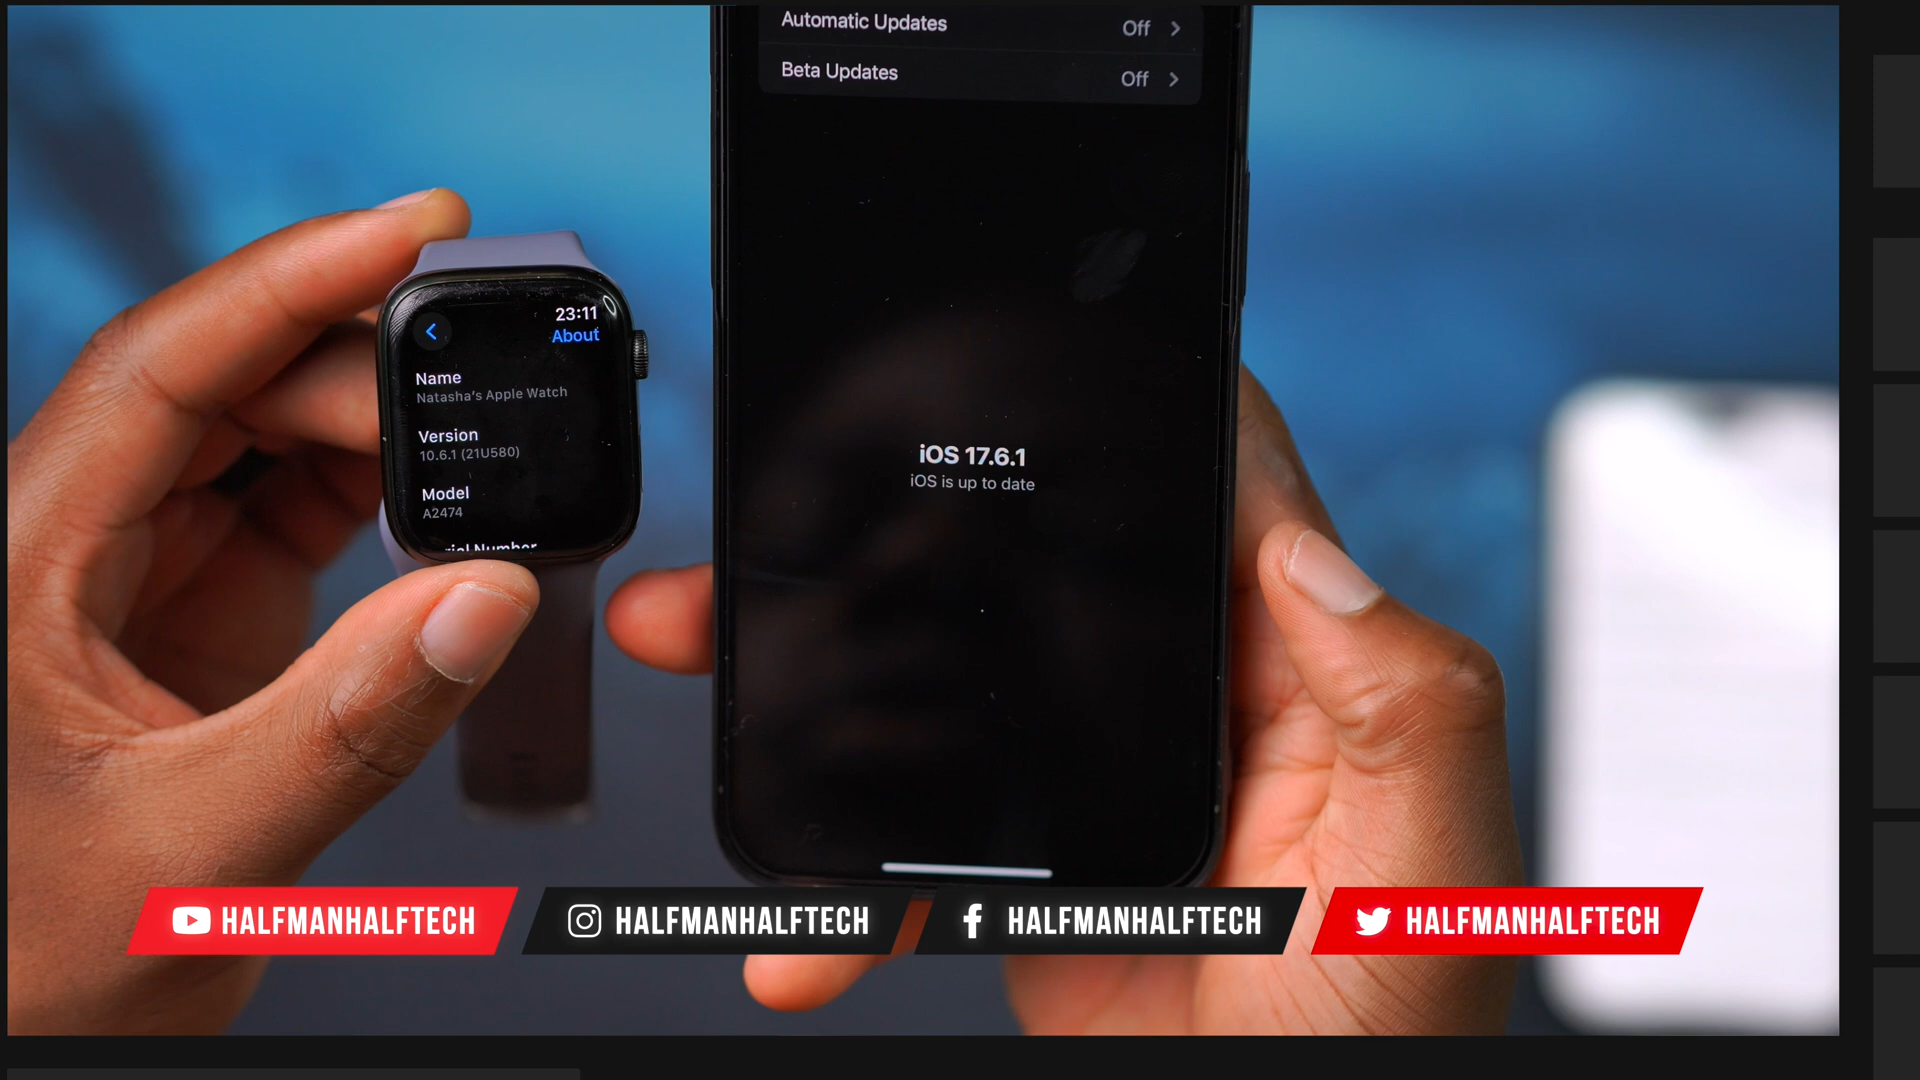 Automatic Updates Off
Beta Updates Off
23:11
About
Name
Natasha's Apple Watch
Version
10.6.1 (21U580)
Model
A2474
Number
iOS 17.6.1
iOS is up to date
HALFMANHALFTECH
HALFMANHALFTECH
HALFMANHALFTECH
HALFMANHALFTECH